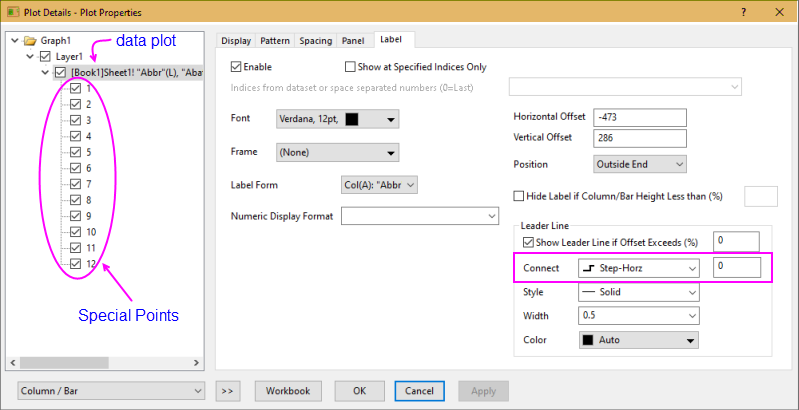 Plot Details - Plot Properties
? ×
Graph1
data plot
Layer1
[Book1]Sheet1! "Abbr"(L), "Aba
1
2
3
4
5
6
7
8
9
10
11
12
Special Points
Display Pattern Spacing Panel Label
Enable Show at Specified Indices Only
Indices from dataset or space separated numbers (0=Last)
Font Verdana, 12pt,
Frame (None)
Label Form Col(A): "Abbr
Numeric Display Format
Horizontal Offset -473
Vertical Offset 286
Position Outside End
Hide Label if Column/Bar Height Less than (%)
Leader Line
Show Leader Line if Offset Exceeds (%) 0
Connect Step-Horz 0
Style Solid
Width 0.5
Color Auto
Column / Bar >> Workbook OK Cancel Apply